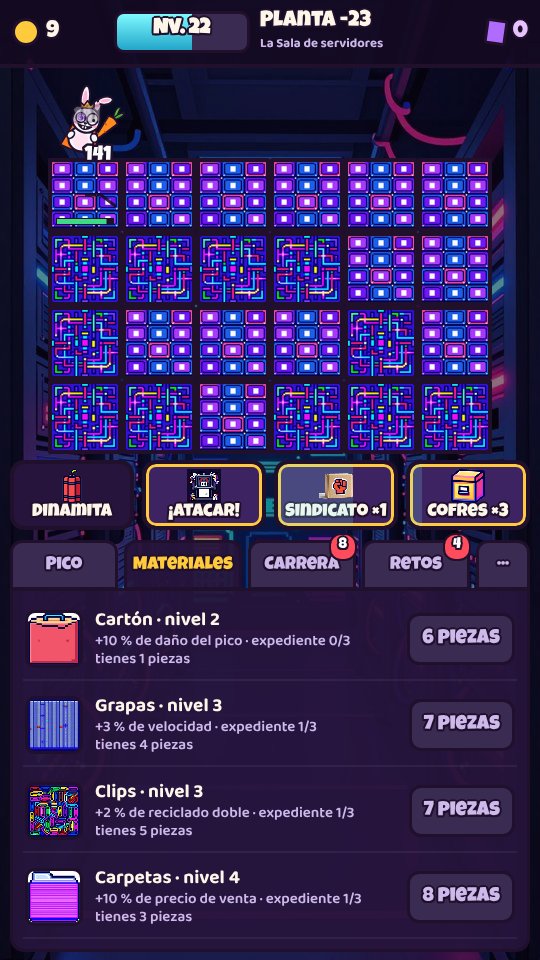 9
NV. 22
PLANTA -23
La Sala de servidores
0
141
DINAMITA
¡ATACAR!
SINDICATO ×1
COFRES ×3
PICO
MATERIALES
CARRERA
8
RETOS
4
...
Cartón · nivel 2
+10 % de daño del pico · expediente 0/3
tienes 1 piezas
6 PIEZAS
Grapas · nivel 3
+3 % de velocidad · expediente 1/3
tienes 4 piezas
7 PIEZAS
Clips · nivel 3
+2 % de reciclado doble · expediente 1/3
tienes 5 piezas
7 PIEZAS
Carpetas · nivel 4
+10 % de precio de venta · expediente 1/3
tienes 3 piezas
8 PIEZAS